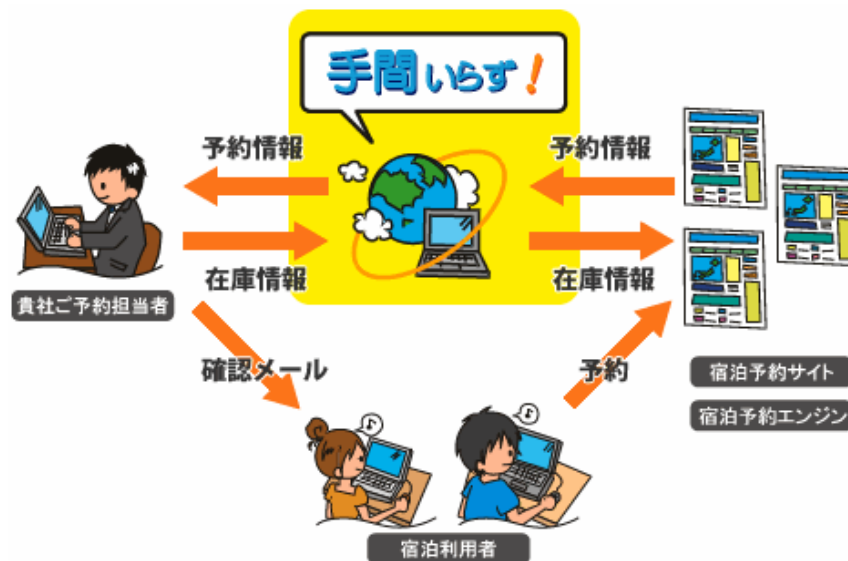 手間いらず!
予約情報
予約情報
在庫情報
在庫情報
貴社ご予約担当者
確認メール
予約
宿泊予約サイト
宿泊予約エンジン
宿泊利用者